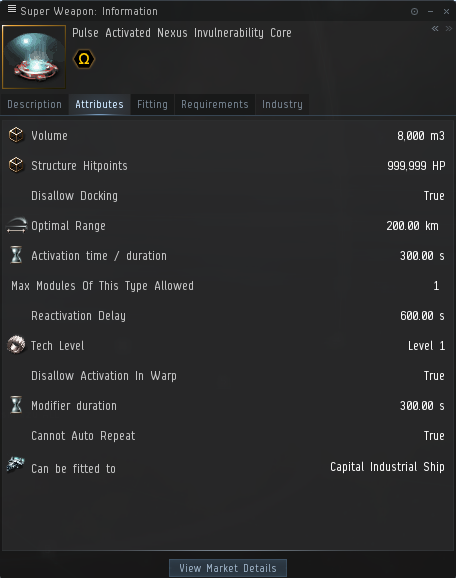 Super Weapon: Information
Pulse Activated Nexus Invulnerability Core
Ω
Description Attributes Fitting Requirements Industry
Volume 8,000 m3
Structure Hitpoints 999,999 HP
Disallow Docking True
Optimal Range 200.00 km
Activation time / duration 300.00 s
Max Modules Of This Type Allowed 1
Reactivation Delay 600.00 s
Tech Level Level 1
Disallow Activation In Warp True
Modifier duration 300.00 s
Cannot Auto Repeat True
Can be fitted to Capital Industrial Ship
View Market Details